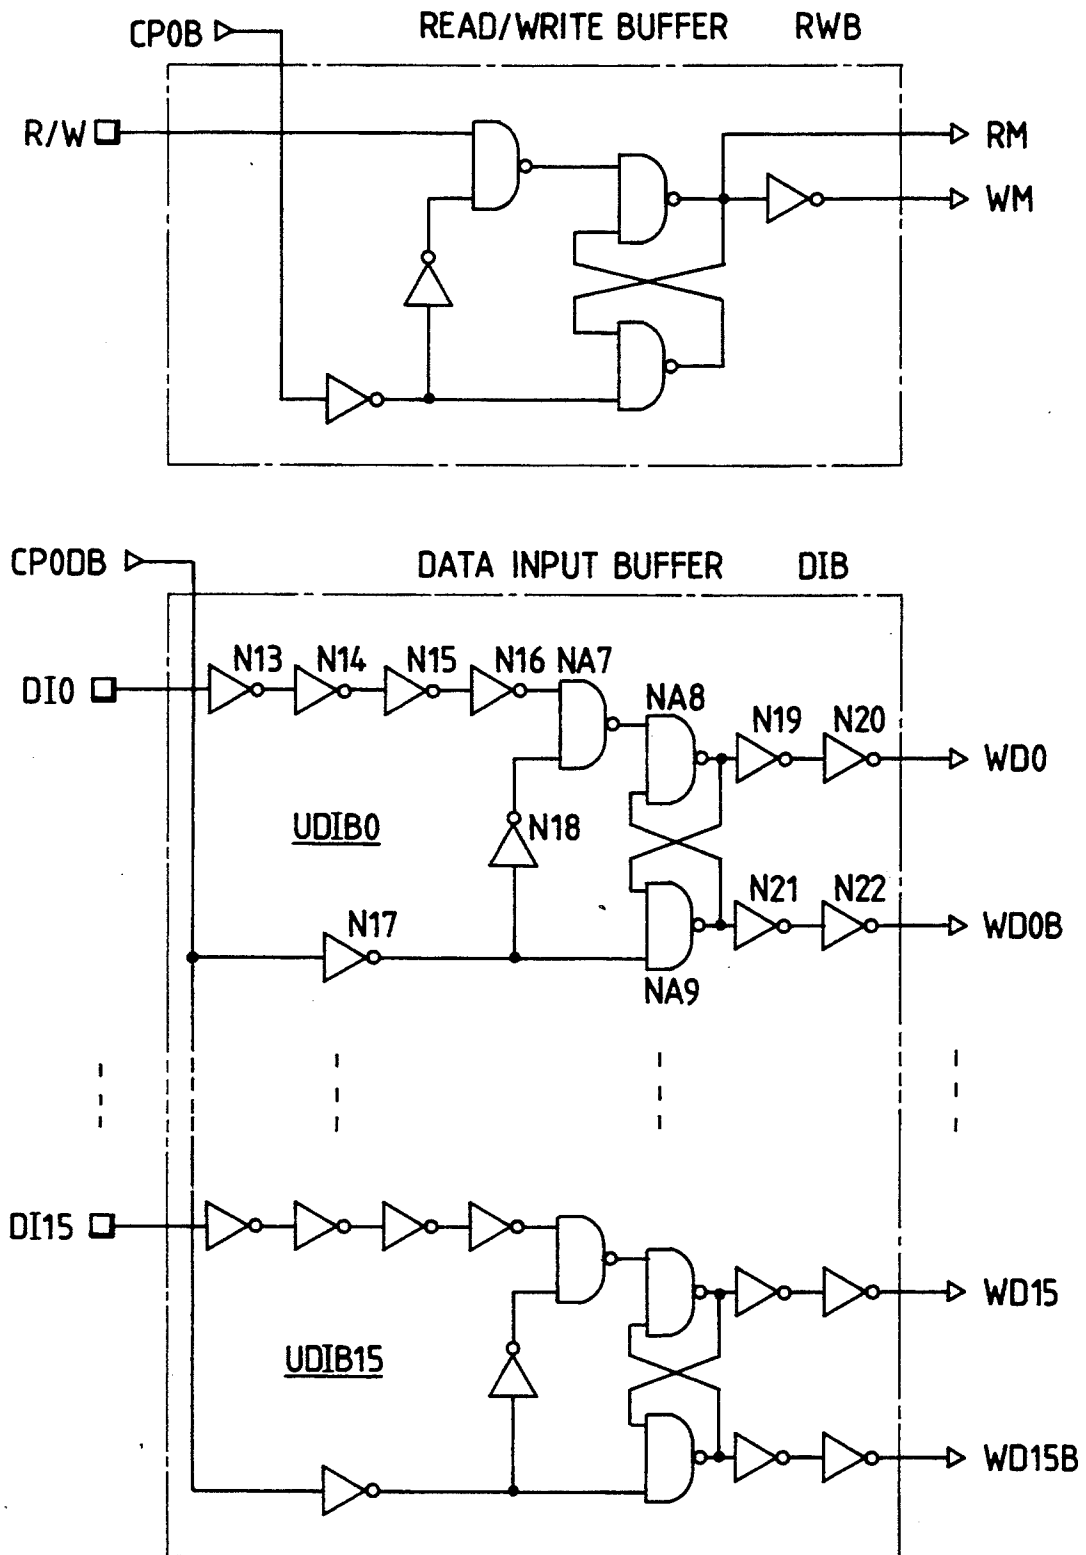 CP0B
READ/WRITE BUFFER RWB
R/W
RM
WM
CP0DB
DATA INPUT BUFFER DIB
N13 N14 N15 N16 NA7
DI0
NA8
N19 N20
WD0
UDIB0
N18
N21 N22
WD0B
N17
NA9
DI15
WD15
UDIB15
WD15B